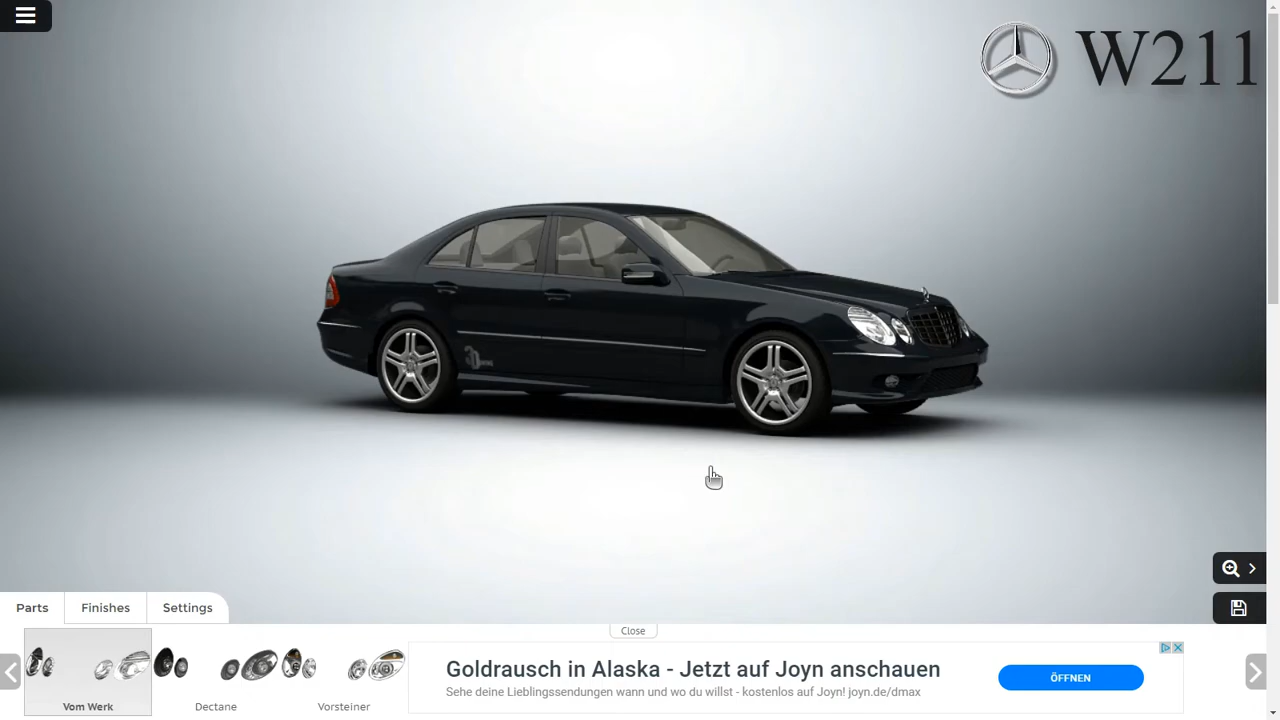 W211
3D
Parts
Finishes
Settings
Close
Vom Werk
Dectane
Vorsteiner
Goldrausch in Alaska - Jetzt auf Joyn anschauen
Sehe deine Lieblingssendungen wann und wo du willst - kostenlos auf Joyn! joyn.de/dmax
ÖFFNEN